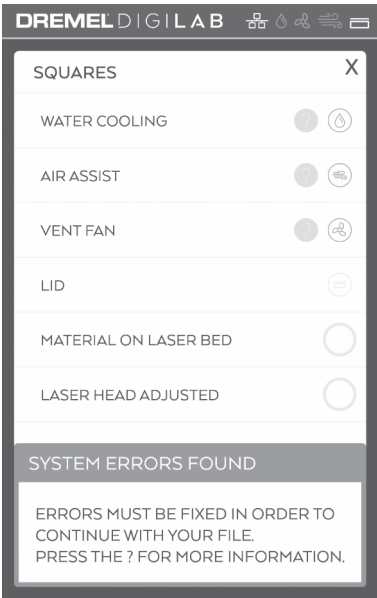 DREMEL DIGILAB
SQUARES X
WATER COOLING ?
AIR ASSIST ?
VENT FAN ?
LID
MATERIAL ON LASER BED
LASER HEAD ADJUSTED
SYSTEM ERRORS FOUND
ERRORS MUST BE FIXED IN ORDER TO
CONTINUE WITH YOUR FILE.
PRESS THE ? FOR MORE INFORMATION.